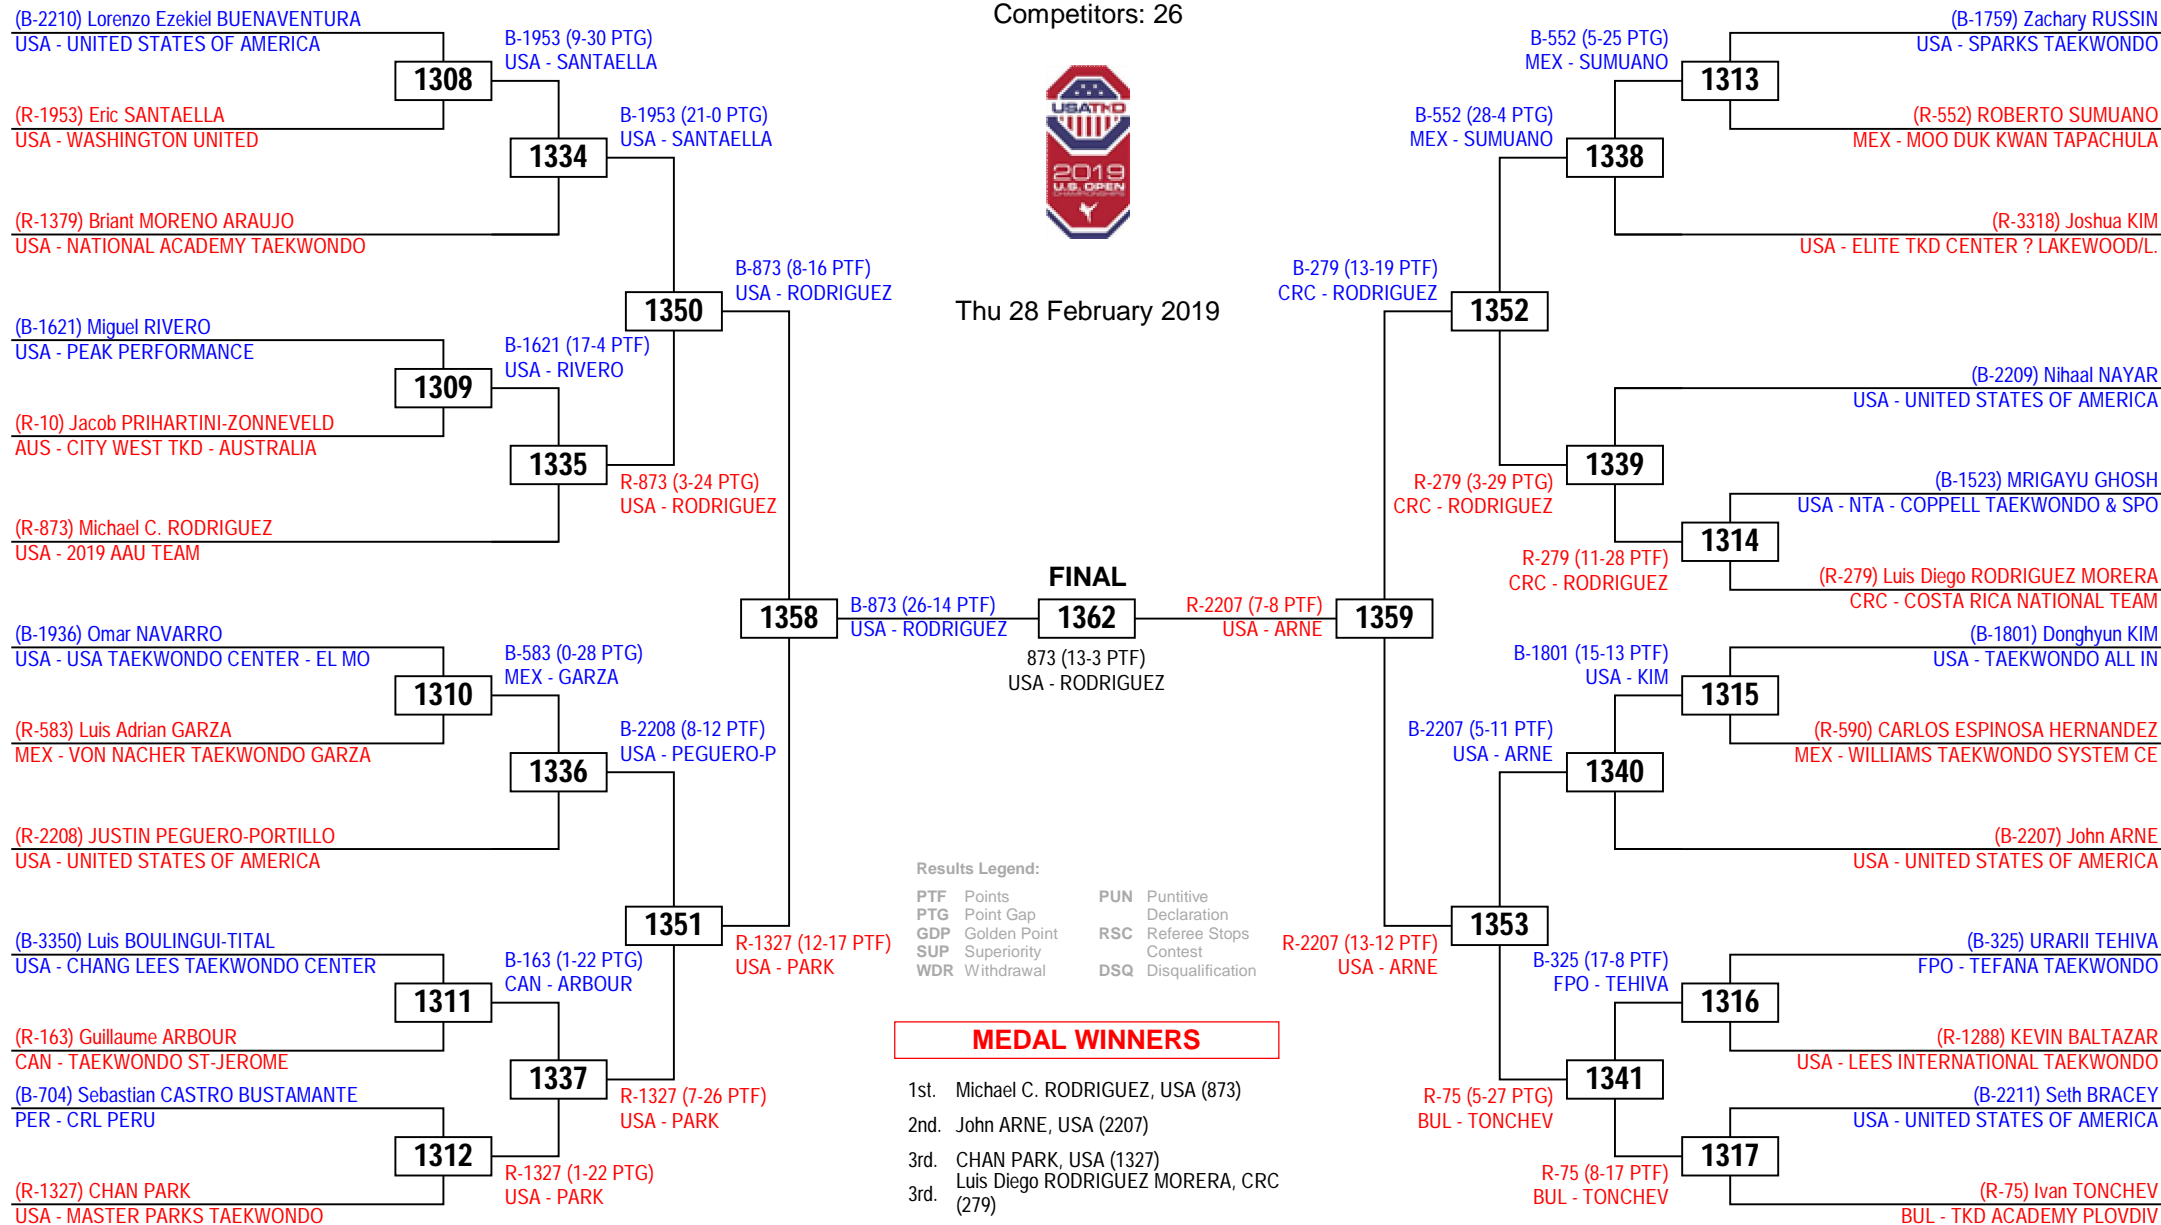 Competitors: 26
USATKD
2019
U.S. OPEN
CHAMPIONSHIPS
Thu 28 February 2019
(B-2210) Lorenzo Ezekiel BUENAVENTURA
USA - UNITED STATES OF AMERICA
1308
(R-1953) Eric SANTAELLA
USA - WASHINGTON UNITED
B-1953 (9-30 PTG)
USA - SANTAELLA
1334
(R-1379) Briant MORENO ARAUJO
USA - NATIONAL ACADEMY TAEKWONDO
B-1953 (21-0 PTG)
USA - SANTAELLA
1350
(B-1621) Miguel RIVERO
USA - PEAK PERFORMANCE
1309
(R-10) Jacob PRIHARTINI-ZONNEVELD
AUS - CITY WEST TKD - AUSTRALIA
B-1621 (17-4 PTF)
USA - RIVERO
1335
(R-873) Michael C. RODRIGUEZ
USA - 2019 AAU TEAM
R-873 (3-24 PTG)
USA - RODRIGUEZ
B-873 (8-16 PTF)
USA - RODRIGUEZ
1358
(B-1936) Omar NAVARRO
USA - USA TAEKWONDO CENTER - EL MO
1310
(R-583) Luis Adrian GARZA
MEX - VON NACHER TAEKWONDO GARZA
B-583 (0-28 PTG)
MEX - GARZA
1336
(R-2208) JUSTIN PEGUERO-PORTILLO
USA - UNITED STATES OF AMERICA
B-2208 (8-12 PTF)
USA - PEGUERO-P
1351
(B-3350) Luis BOULINGUI-TITAL
USA - CHANG LEES TAEKWONDO CENTER
1311
(R-163) Guillaume ARBOUR
CAN - TAEKWONDO ST-JEROME
B-163 (1-22 PTG)
CAN - ARBOUR
1337
(B-704) Sebastian CASTRO BUSTAMANTE
PER - CRL PERU
1312
(R-1327) CHAN PARK
USA - MASTER PARKS TAEKWONDO
R-1327 (1-22 PTG)
USA - PARK
R-1327 (7-26 PTF)
USA - PARK
R-1327 (12-17 PTF)
USA - PARK
B-873 (26-14 PTF)
USA - RODRIGUEZ
FINAL
1362
873 (13-3 PTF)
USA - RODRIGUEZ
R-2207 (7-8 PTF)
USA - ARNE
1359
(B-1759) Zachary RUSSIN
USA - SPARKS TAEKWONDO
1313
(R-552) ROBERTO SUMUANO
MEX - MOO DUK KWAN TAPACHULA
B-552 (5-25 PTG)
MEX - SUMUANO
1338
(R-3318) Joshua KIM
USA - ELITE TKD CENTER ? LAKEWOOD/L.
B-552 (28-4 PTG)
MEX - SUMUANO
1352
(B-2209) Nihaal NAYAR
USA - UNITED STATES OF AMERICA
1339
(B-1523) MRIGAYU GHOSH
USA - NTA - COPPELL TAEKWONDO & SPO
1314
(R-279) Luis Diego RODRIGUEZ MORERA
CRC - COSTA RICA NATIONAL TEAM
R-279 (11-28 PTF)
CRC - RODRIGUEZ
R-279 (3-29 PTG)
CRC - RODRIGUEZ
B-279 (13-19 PTF)
CRC - RODRIGUEZ
(B-1801) Donghyun KIM
USA - TAEKWONDO ALL IN
1315
(R-590) CARLOS ESPINOSA HERNANDEZ
MEX - WILLIAMS TAEKWONDO SYSTEM CE
B-1801 (15-13 PTF)
USA - KIM
1340
(B-2207) John ARNE
USA - UNITED STATES OF AMERICA
B-2207 (5-11 PTF)
USA - ARNE
1353
(B-325) URARII TEHIVA
FPO - TEFANA TAEKWONDO
1316
(R-1288) KEVIN BALTAZAR
USA - LEES INTERNATIONAL TAEKWONDO
B-325 (17-8 PTF)
FPO - TEHIVA
1341
(B-2211) Seth BRACEY
USA - UNITED STATES OF AMERICA
1317
(R-75) Ivan TONCHEV
BUL - TKD ACADEMY PLOVDIV
R-75 (8-17 PTF)
BUL - TONCHEV
R-75 (5-27 PTG)
BUL - TONCHEV
R-2207 (13-12 PTF)
USA - ARNE
Results Legend:
PTF Points
PTG Point Gap
GDP Golden Point
SUP Superiority
WDR Withdrawal
PUN Puntitive
Declaration
RSC Referee Stops
Contest
DSQ Disqualification
MEDAL WINNERS
1st. Michael C. RODRIGUEZ, USA (873)
2nd. John ARNE, USA (2207)
3rd. CHAN PARK, USA (1327)
3rd. Luis Diego RODRIGUEZ MORERA, CRC
(279)